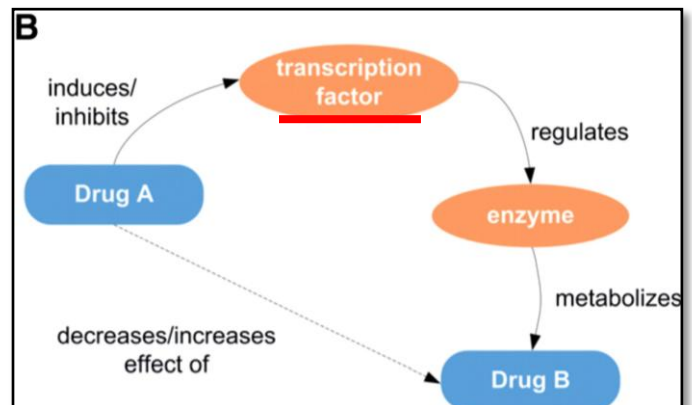 B
transcription
factor
induces/
inhibits
regulates
Drug A
enzyme
metabolizes
decreases/increases
effect of
Drug B